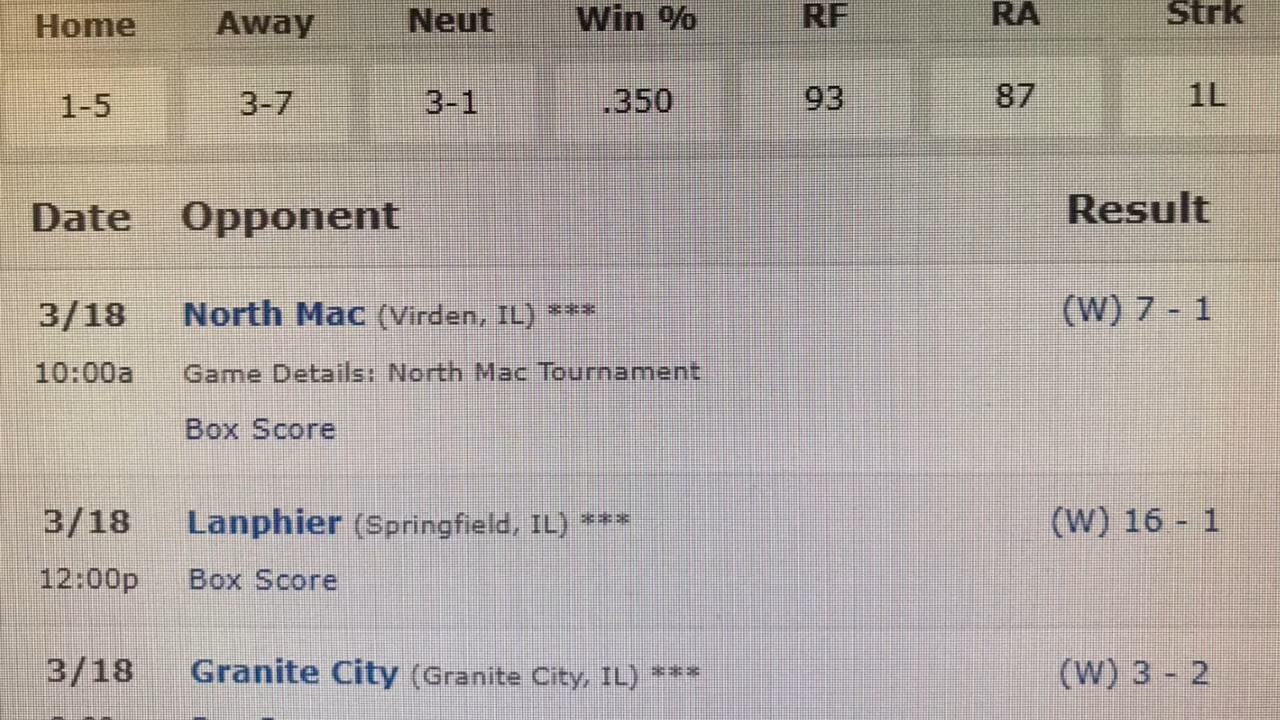 Home Away Neut Win % RF RA Strk
1-5 3-7 3-1 .350 93 87 1L
Date Opponent Result
3/18 North Mac (Virden, IL) *** (W) 7 - 1
10:00a Game Details: North Mac Tournament
Box Score
3/18 Lanphier (Springfield, IL) *** (W) 16 - 1
12:00p Box Score
3/18 Granite City (Granite City, IL) *** (W) 3 - 2